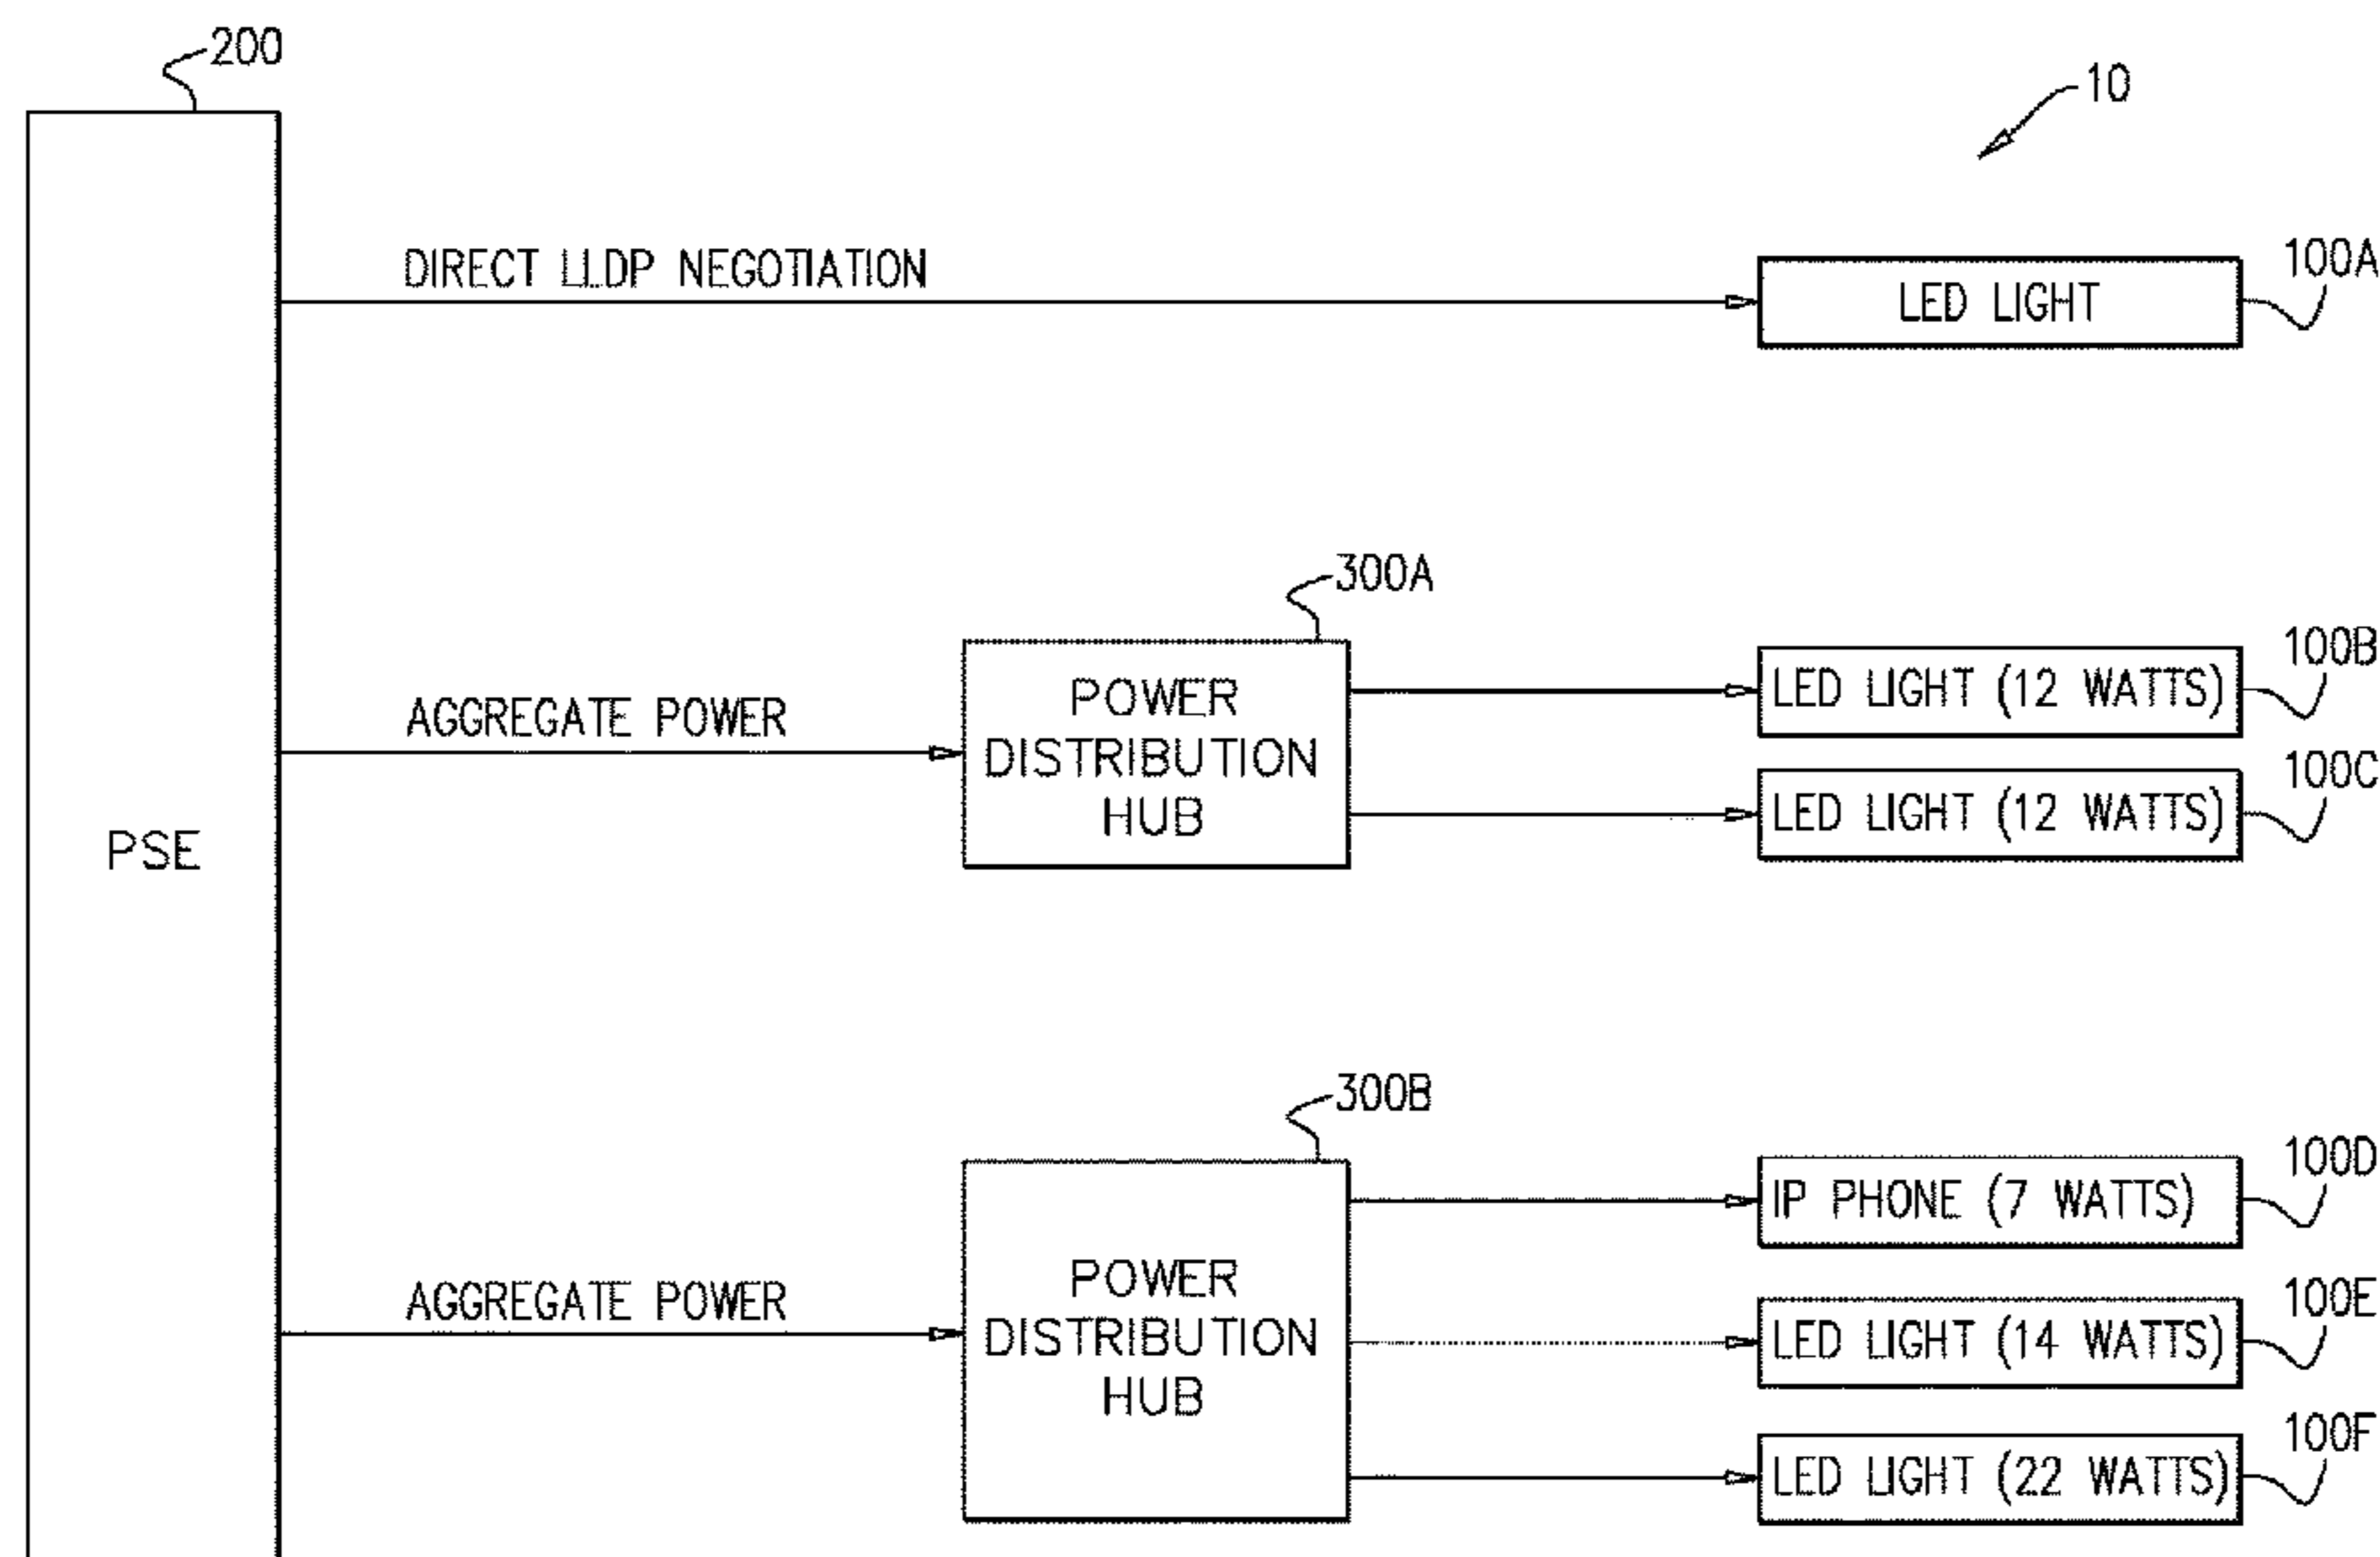 200
10
DIRECT LLDP NEGOTIATION
100A
LED LIGHT
300A
POWER
DISTRIBUTION
HUB
AGGREGATE POWER
100B
LED LIGHT (12 WATTS)
100C
LED LIGHT (12 WATTS)
PSE
300B
POWER
DISTRIBUTION
HUB
AGGREGATE POWER
100D
IP PHONE (7 WATTS)
100E
LED LIGHT (14 WATTS)
100F
LED LIGHT (22 WATTS)